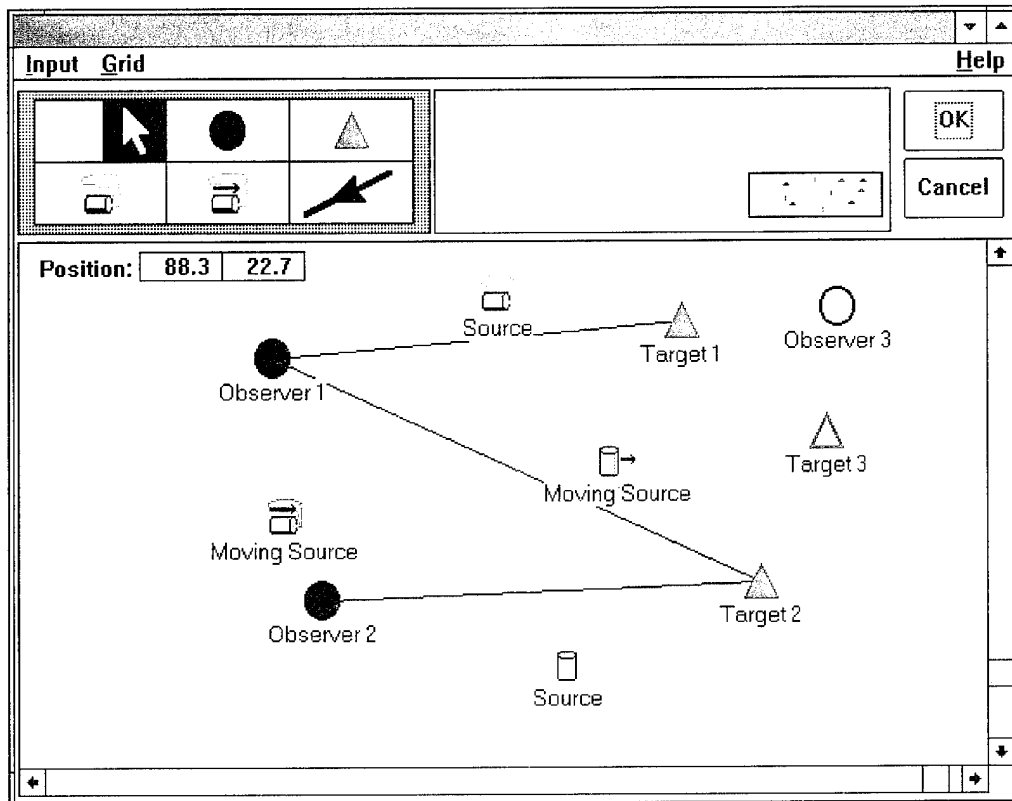 Input Grid Help
OK
Cancel
Position: 88.3 22.7
Source
Target 1
Observer 3
Observer 1
Target 3
Moving Source
Moving Source
Target 2
Observer 2
Source